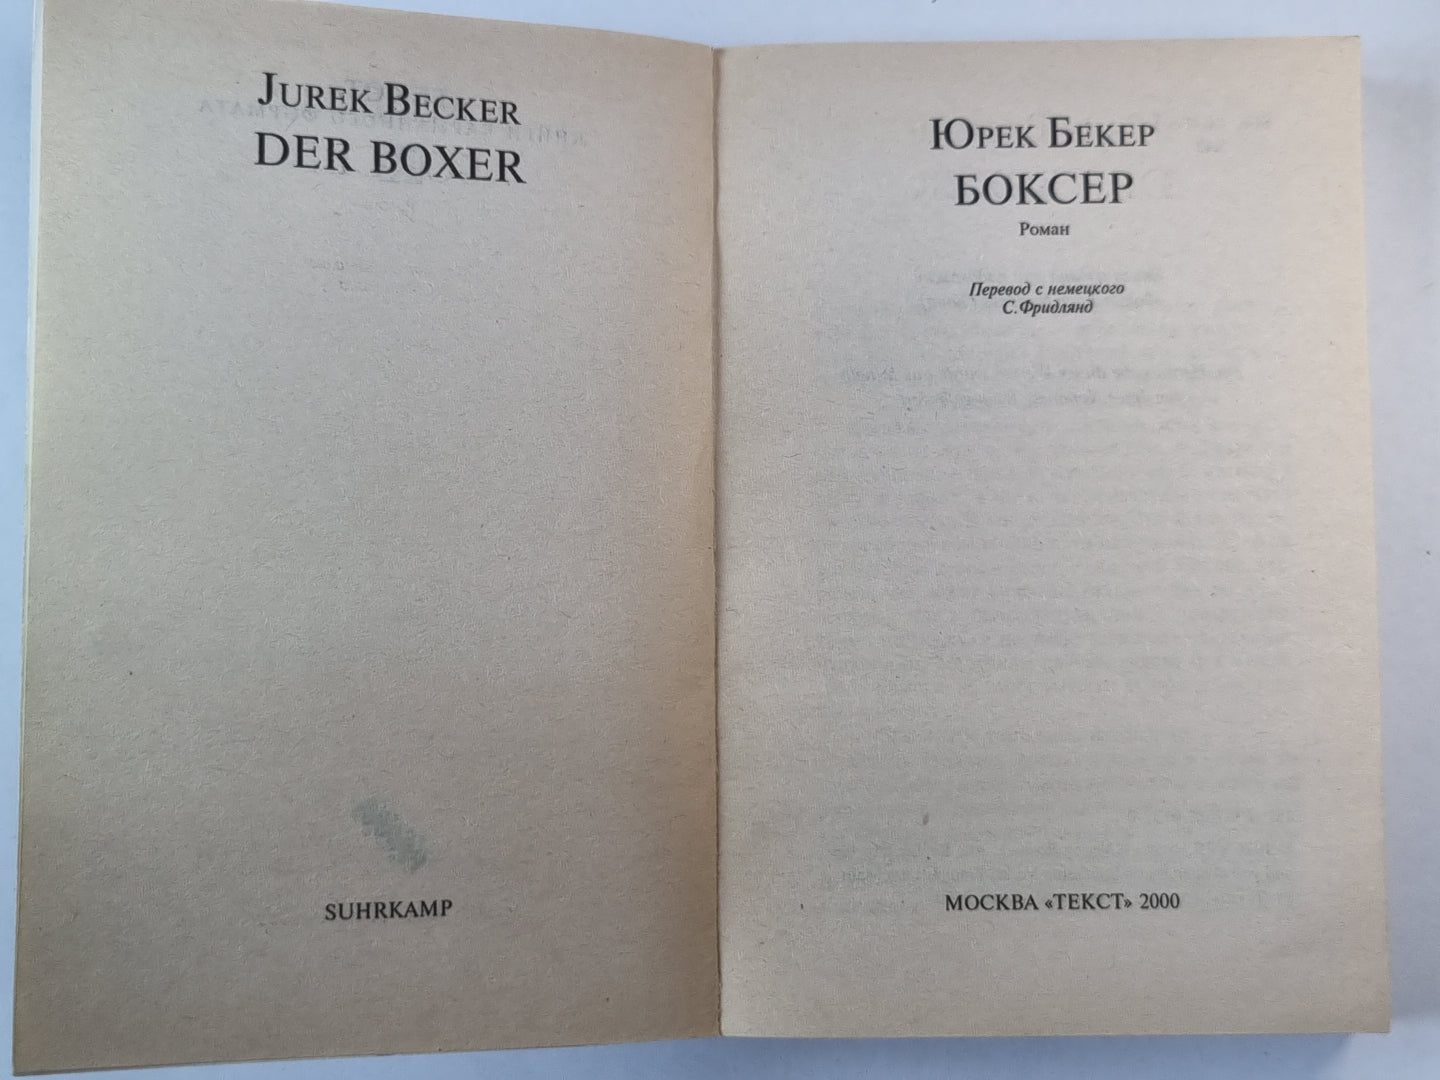 JUREK BECKER
DER BOXER
SUHRKAMP
ЮРЕК БЕКЕР
БОКСЕР
Роман
Перевод с немецкого
С.Фридлянд
МОСКВА «ТЕКСТ» 2000